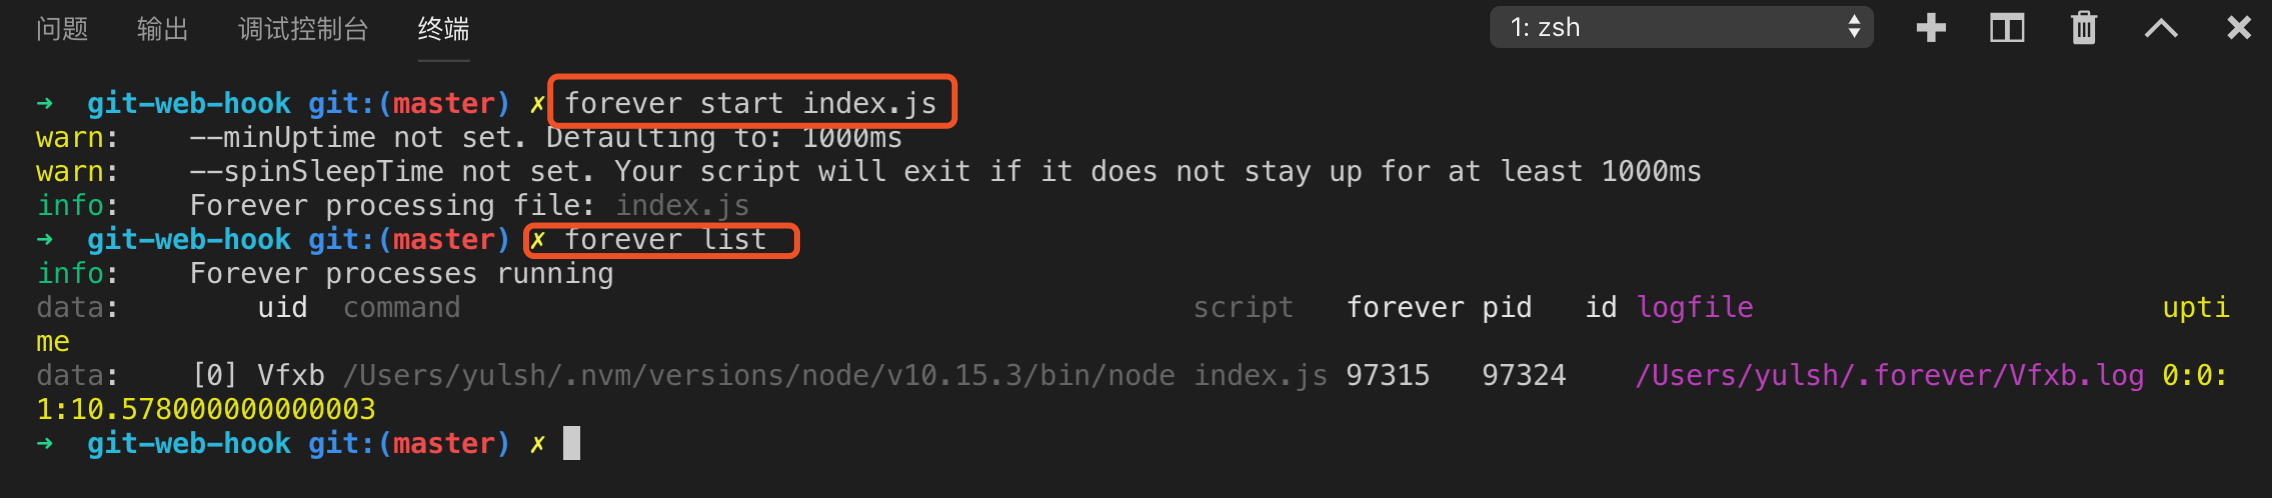 问题 输出 调试控制台 终端 1: zsh
➜ git-web-hook git:(master) ✗ forever start index.js
warn: --minUptime not set. Defaulting to: 1000ms
warn: --spinSleepTime not set. Your script will exit if it does not stay up for at least 1000ms
info: Forever processing file: index.js
➜ git-web-hook git:(master) ✗ forever list
info: Forever processes running
data: uid command script forever pid id logfile upti
me
data: [0] Vfxb /Users/yulsh/.nvm/versions/node/v10.15.3/bin/node index.js 97315 97324 /Users/yulsh/.forever/Vfxb.log 0:0:
1:10.578000000000003
➜ git-web-hook git:(master) ✗